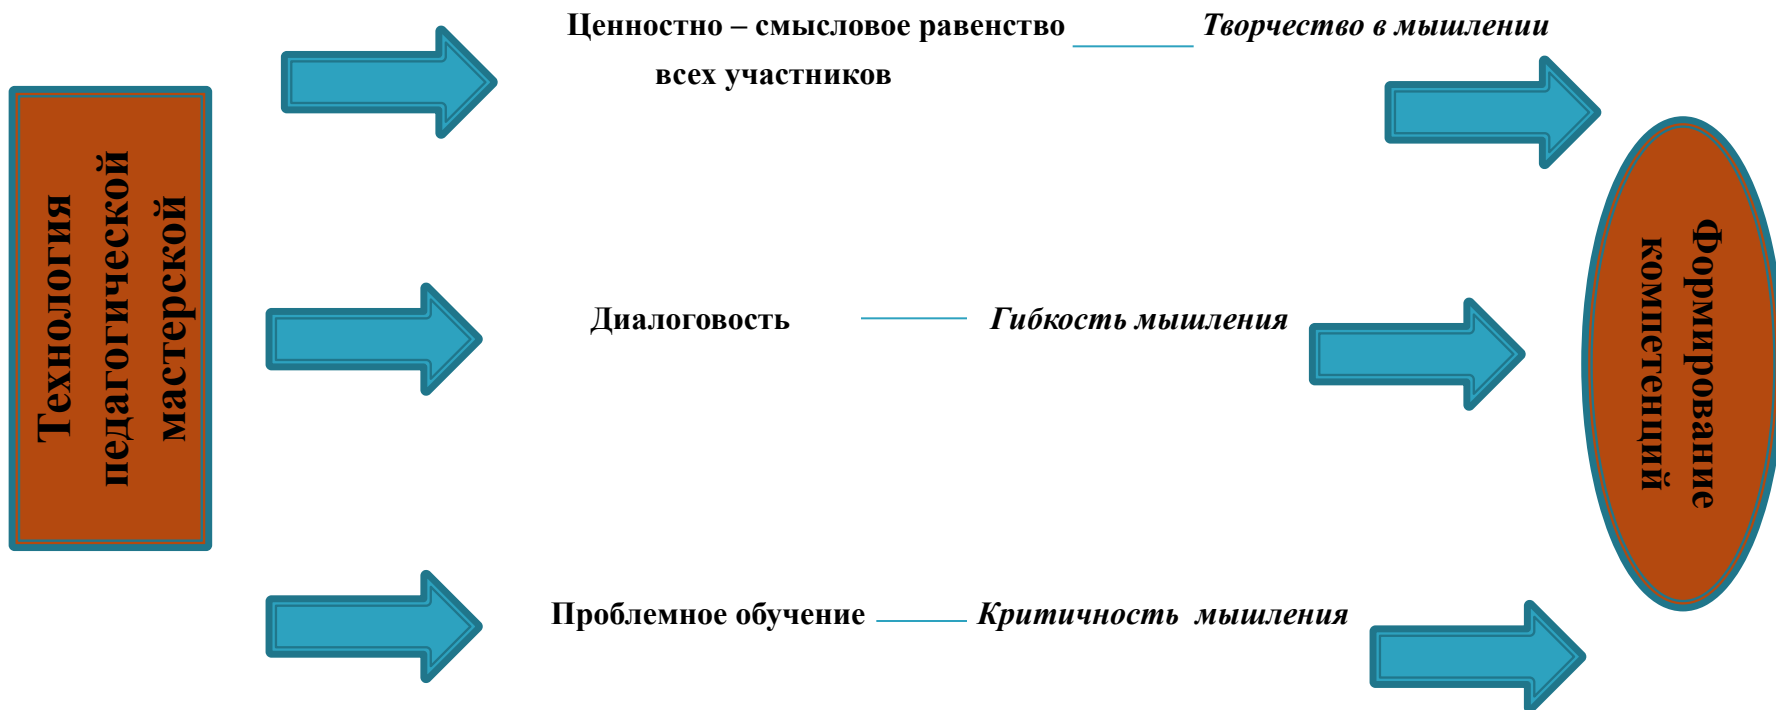 Технология
педагогической
мастерской
Ценностно – смысловое равенство
всех участников
Творчество в мышлении
Диалоговость
Гибкость мышления
Проблемное обучение
Критичность мышления
Формирование
компетенций